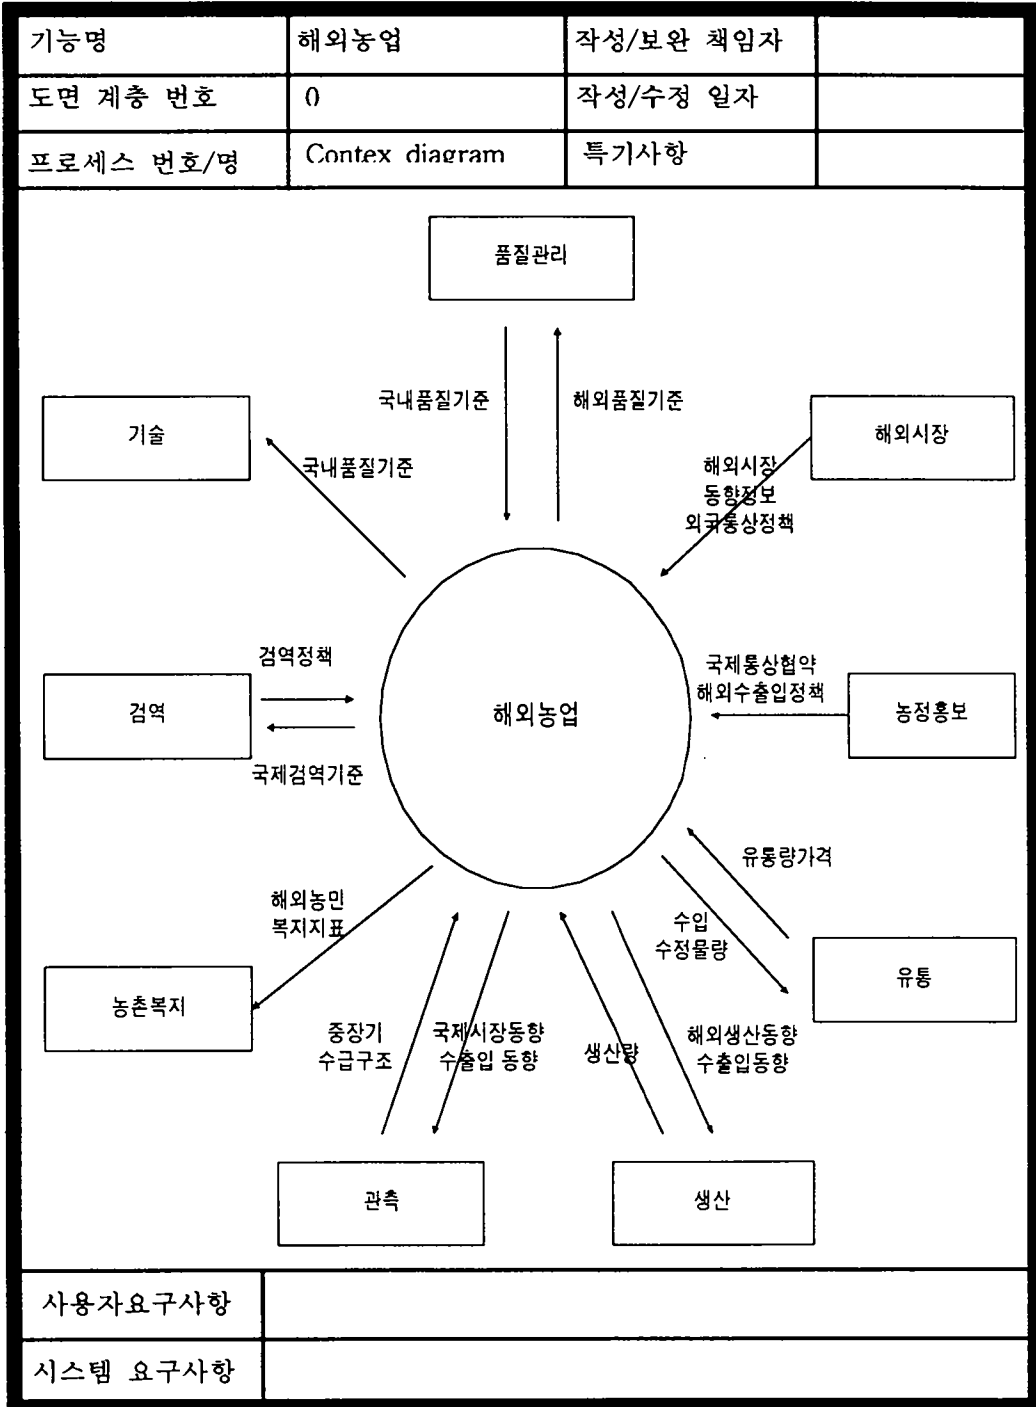 기능명 해외농업 작성/보완 책임자
도면 계층 번호 0 작성/수정 일자
프로세스 번호/명 Contex diagram 특기사항
품질관리
국내품질기준 해외품질기준
기술
국내품질기준
해외시장
해외시장
동향정보
외국통상정책
검역정책
검역
국제검역기준
해외농업
국제통상협약
해외수출입정책
농정홍보
유통량가격
수입
수정물량
유통
해외농민
복지지표
농촌복지
중장기
수급구조
국제시장동향
수출입 동향
생산량
해외생산동향
수출입동향
관측
생산
사용자요구사항
시스템 요구사항